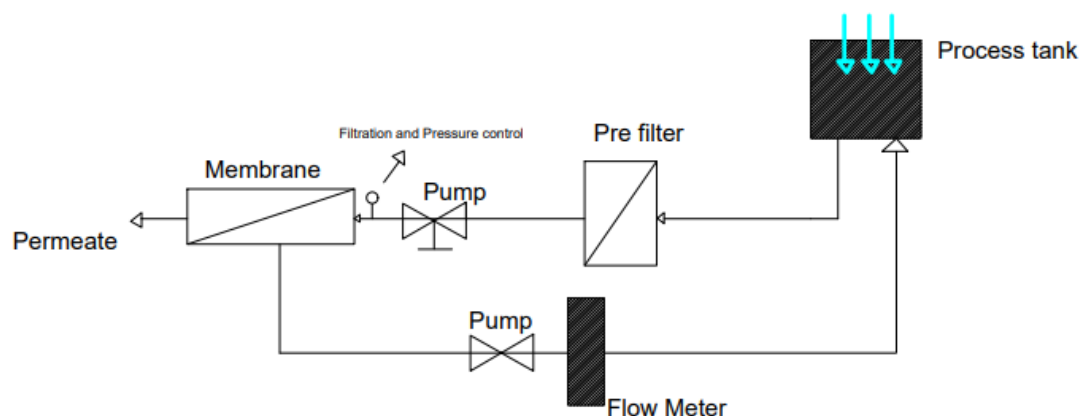 Process tank
Filtration and Pressure control
Pre filter
Membrane
Pump
Permeate
Pump
Flow Meter